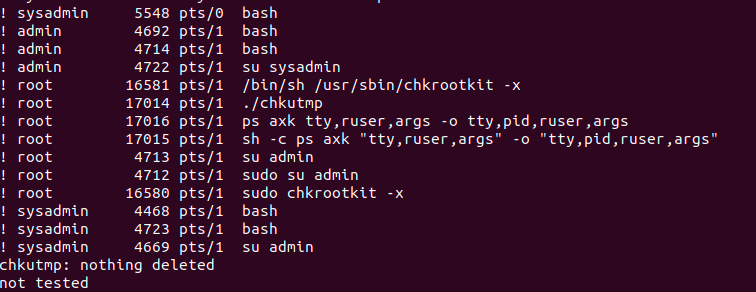 ! sysadmin     5548 pts/0  bash
! admin        4692 pts/1  bash
! admin        4714 pts/1  bash
! admin        4722 pts/1  su sysadmin
! root        16581 pts/1  /bin/sh /usr/sbin/chkrootkit -x
! root        17014 pts/1  ./chkutmp
! root        17016 pts/1  ps axk tty,ruser,args -o tty,pid,ruser,args
! root        17015 pts/1  sh -c ps axk "tty,ruser,args" -o "tty,pid,ruser,args"
! root         4713 pts/1  su admin
! root         4712 pts/1  sudo su admin
! root        16580 pts/1  sudo chkrootkit -x
! sysadmin     4468 pts/1  bash
! sysadmin     4723 pts/1  bash
! sysadmin     4669 pts/1  su admin
chkutmp: nothing deleted
not tested